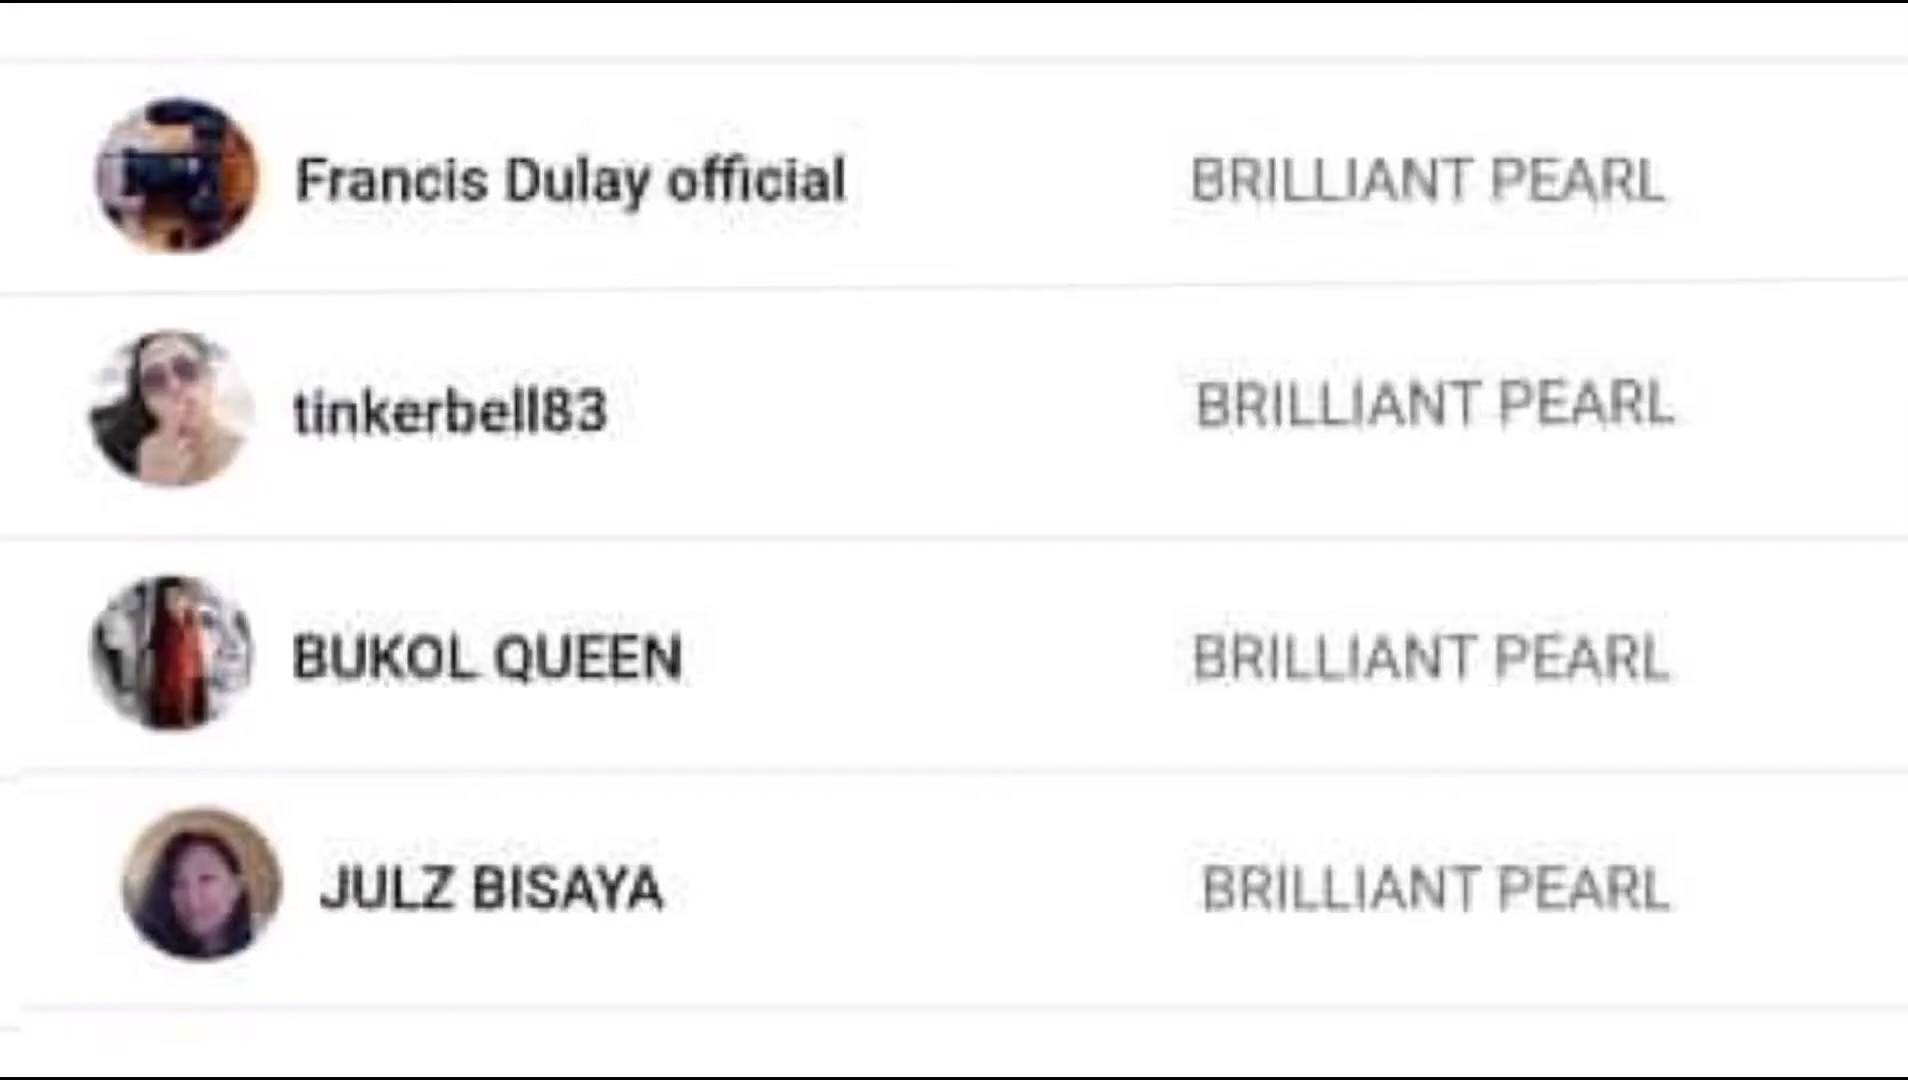 Francis Dulay official BRILLIANT PEARL
tinkerbell83 BRILLIANT PEARL
BUKOL QUEEN BRILLIANT PEARL
JULZ BISAYA BRILLIANT PEARL